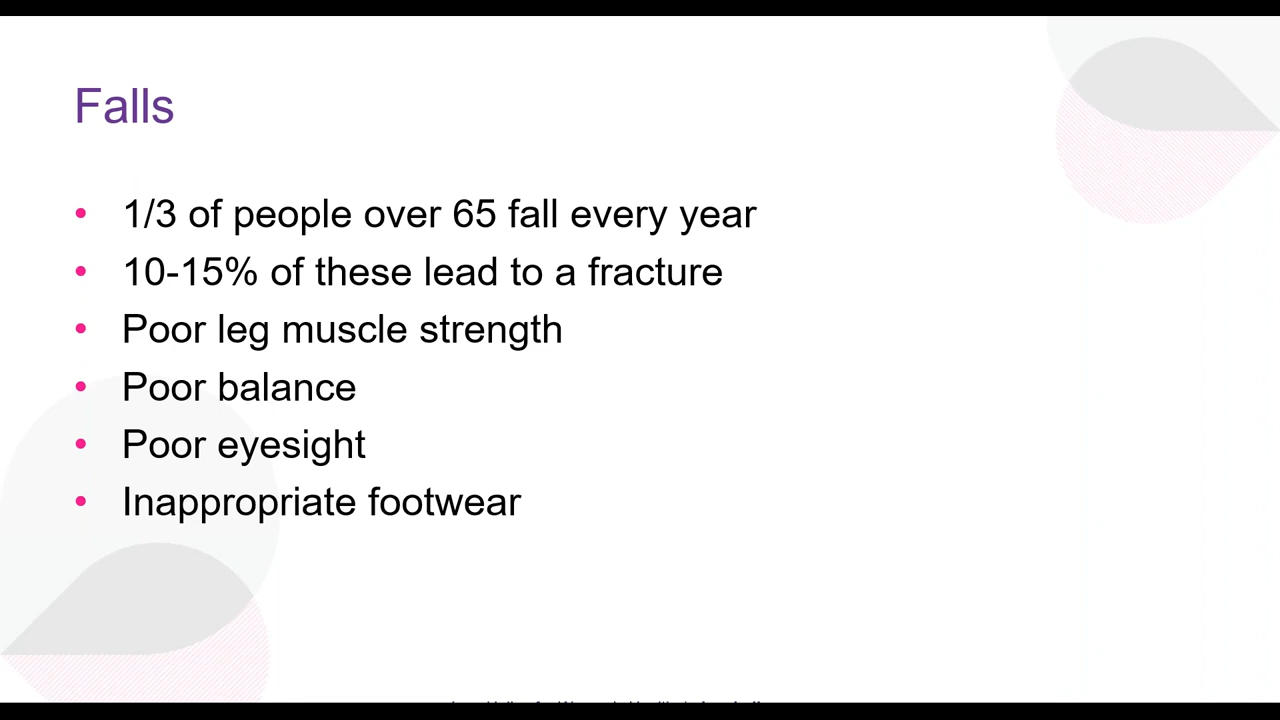 Falls
• 1/3 of people over 65 fall every year
• 10-15% of these lead to a fracture
• Poor leg muscle strength
• Poor balance
• Poor eyesight
• Inappropriate footwear